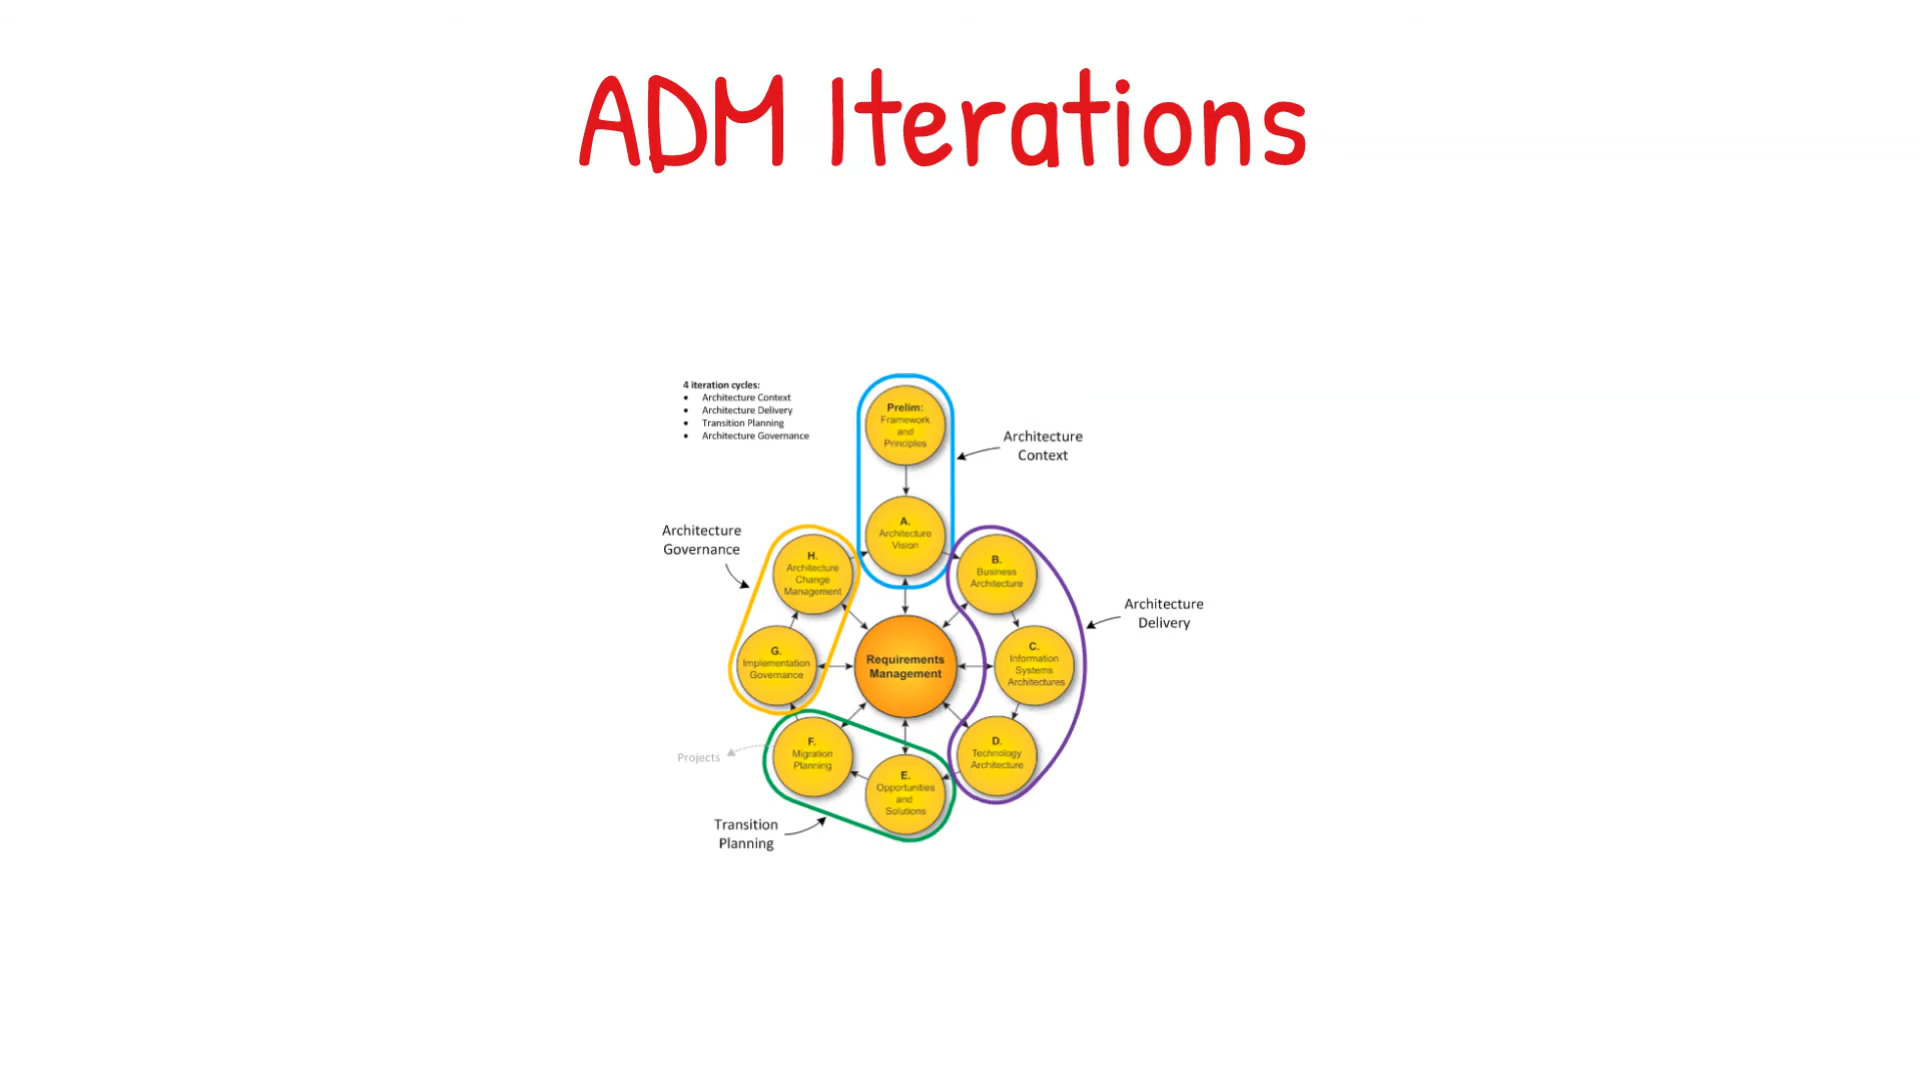 ADM Iterations
4 iteration cycles:
• Architecture Context
• Architecture Delivery
• Transition Planning
• Architecture Governance
Prelim:
Framework
and
Principles
Architecture
Context
A.
Architecture
Vision
Architecture
Governance
H.
Architecture
Change
Management
B.
Business
Architecture
Architecture
Delivery
G.
Implementation
Governance
Requirements
Management
C.
Information
Systems
Architectures
Projects
F.
Migration
Planning
D.
Technology
Architecture
E.
Opportunities
and
Solutions
Transition
Planning